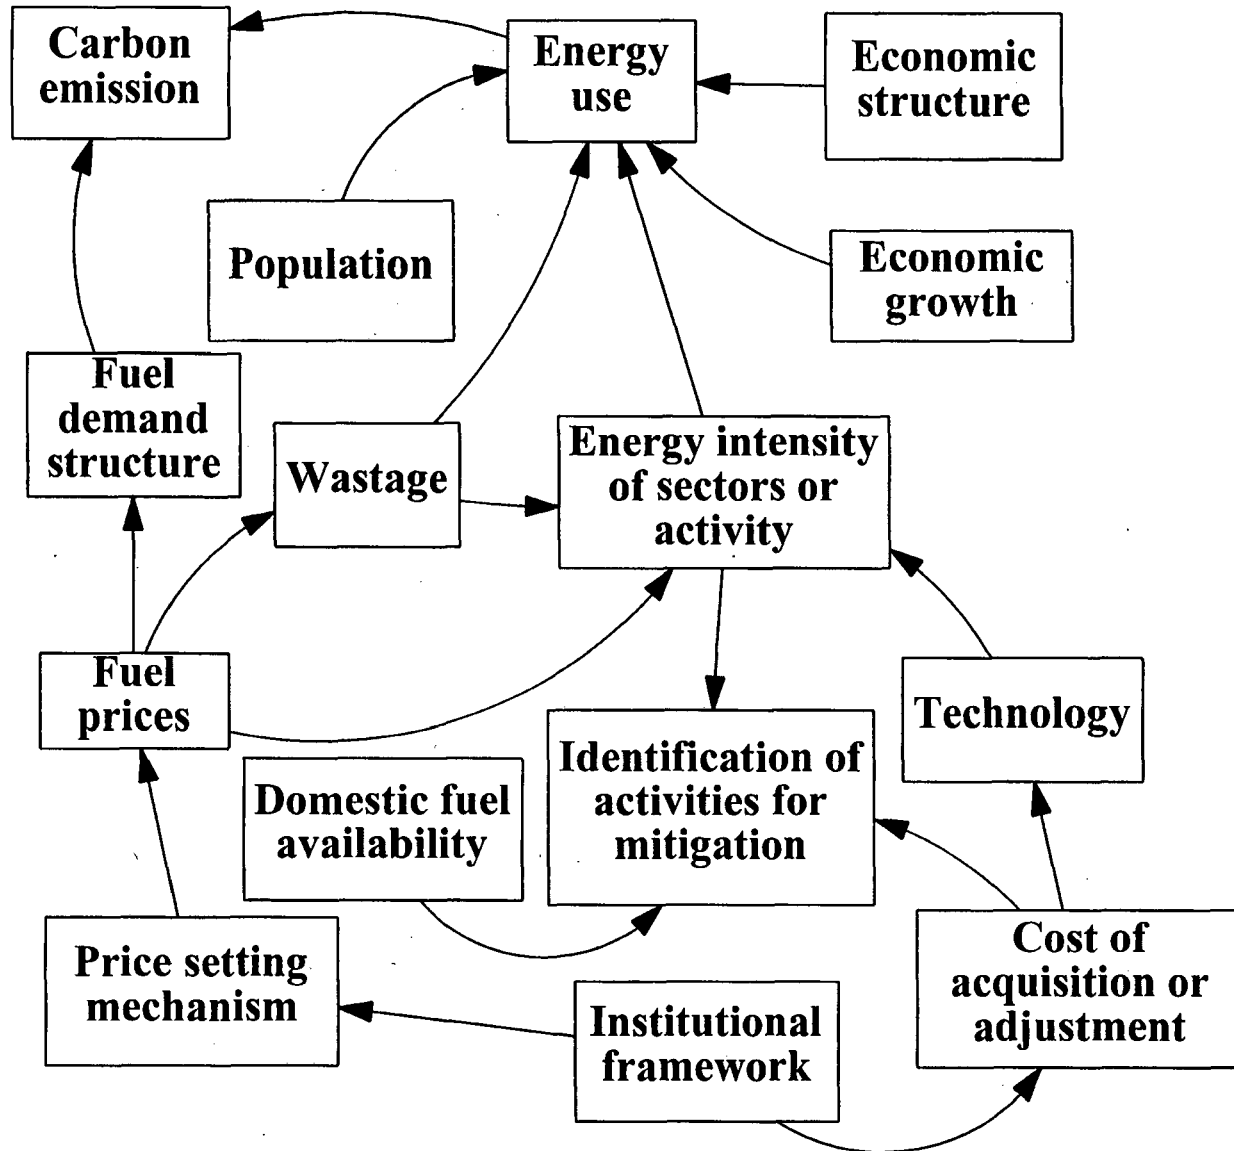 Carbon
emission
Energy
use
Economic
structure
Population
Economic
growth
Fuel
demand
structure
Wastage
Energy intensity
of sectors or
activity
Fuel
prices
Technology
Identification of
activities for
mitigation
Domestic fuel
availability
Price setting
mechanism
Institutional
framework
Cost of
acquisition or
adjustment